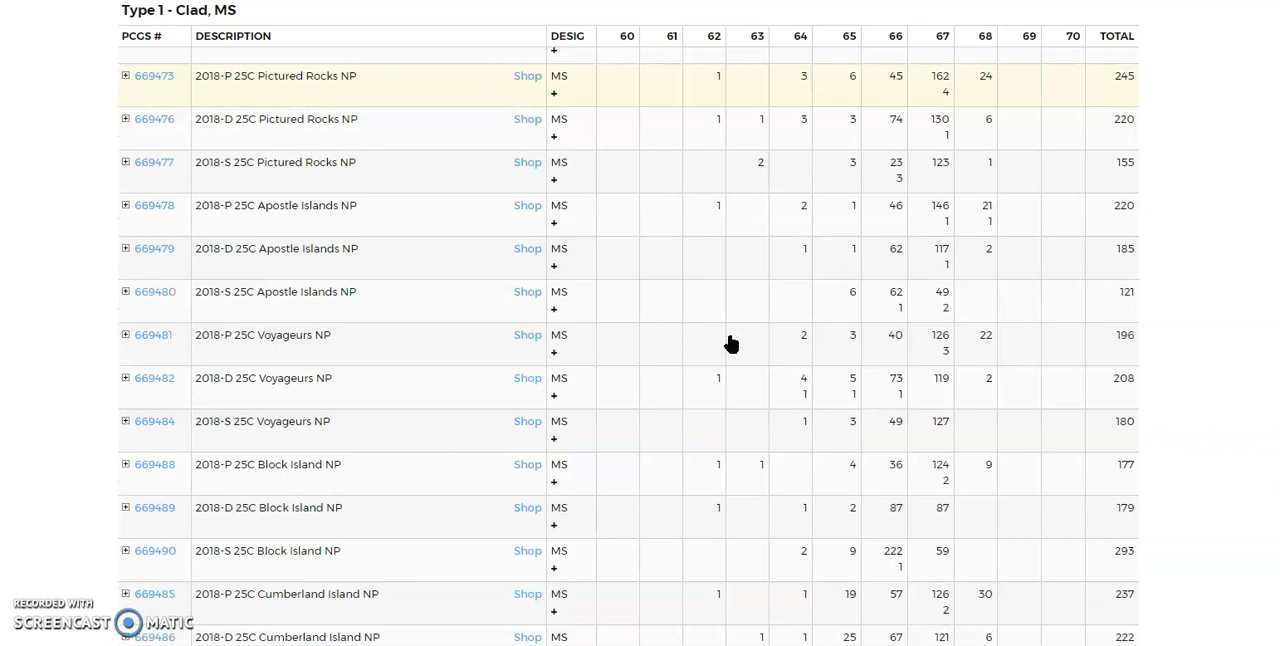 Type 1 - Clad, MS
PCGS # DESCRIPTION DESIG 60 61 62 63 64 65 66 67 68 69 70 TOTAL
+
669473 2018-P 25C Pictured Rocks NP Shop MS 1 3 6 45 162 24 245
+ 4
669476 2018-D 25C Pictured Rocks NP Shop MS 1 1 3 3 74 130 6 220
+ 1
669477 2018-S 25C Pictured Rocks NP Shop MS 2 3 23 123 1 155
+ 3
669478 2018-P 25C Apostle Islands NP Shop MS 1 2 1 46 146 21 220
+ 1 1
669479 2018-D 25C Apostle Islands NP Shop MS 1 1 62 117 2 185
+ 1
669480 2018-S 25C Apostle Islands NP Shop MS 6 62 49 121
+ 1 2
669481 2018-P 25C Voyageurs NP Shop MS 2 3 40 126 22 196
+ 3
669482 2018-D 25C Voyageurs NP Shop MS 1 4 5 73 119 2 208
+ 1 1 1
669484 2018-S 25C Voyageurs NP Shop MS 1 3 49 127 180
+
669488 2018-P 25C Block Island NP Shop MS 1 1 4 36 124 9 177
+ 2
669489 2018-D 25C Block Island NP Shop MS 1 1 2 87 87 179
+
669490 2018-S 25C Block Island NP Shop MS 2 9 222 59 293
+ 1
669485 2018-P 25C Cumberland Island NP Shop MS 1 1 19 57 126 30 237
+ 2
669486 2018-D 25C Cumberland Island NP Shop MS 1 1 25 67 121 6 222
RECORDED WITH
SCREENCAST MATIC